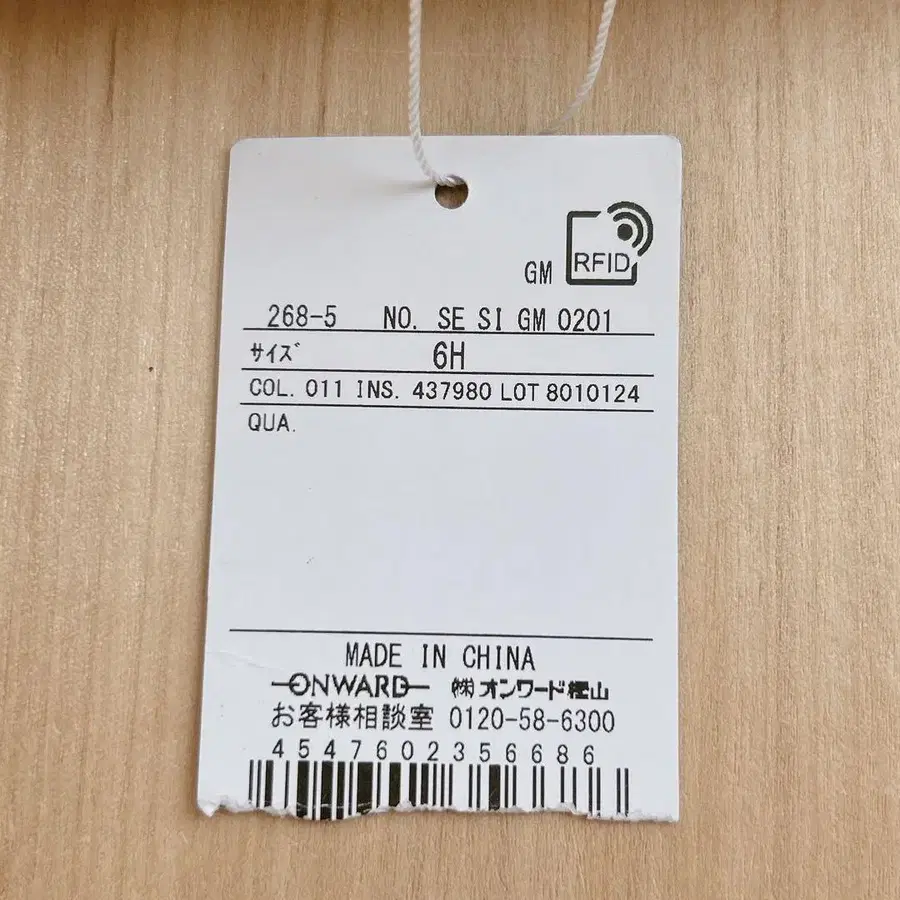 GM RFID
268-5 NO. SE SI GM 0201
ｻｲｽﾞ 6H
COL. 011 INS. 437980 LOT 8010124
QUA.
MADE IN CHINA
ONWARD ㈱オンワード樫山
お客様相談室 0120-58-6300
4547602356686